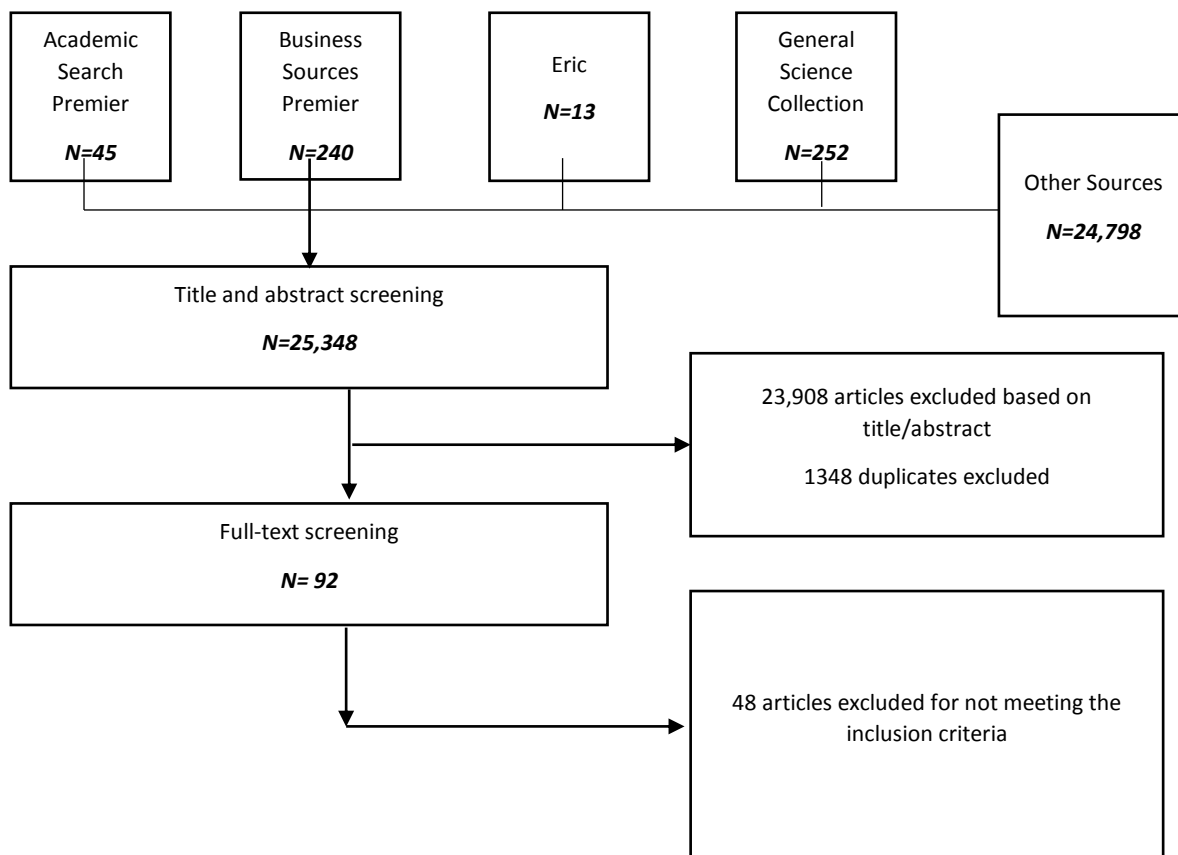 Academic
Search
Premier
N=45
Business
Sources
Premier
N=240
Eric
N=13
General
Science
Collection
N=252
Other Sources
N=24,798
Title and abstract screening
N=25,348
23,908 articles excluded based on
title/abstract
1348 duplicates excluded
Full-text screening
N= 92
48 articles excluded for not meeting the
inclusion criteria